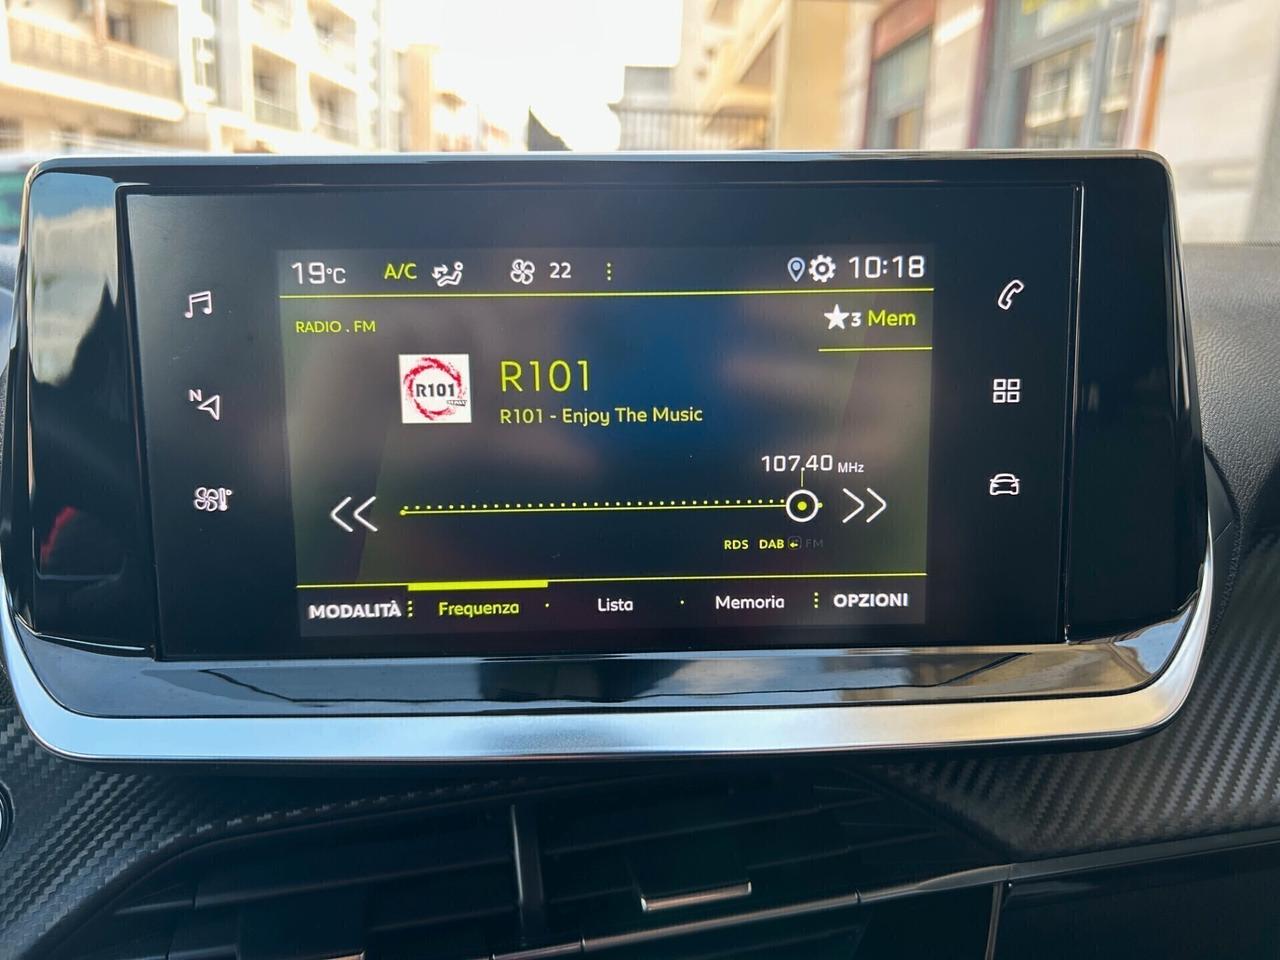 19°C A/C 22 10:18
RADIO . FM
3 Mem
R101
R101
R101 - Enjoy The Music
107.40 MHz
N
RDS DAB FM
MODALITÀ Frequenza Lista Memoria OPZIONI